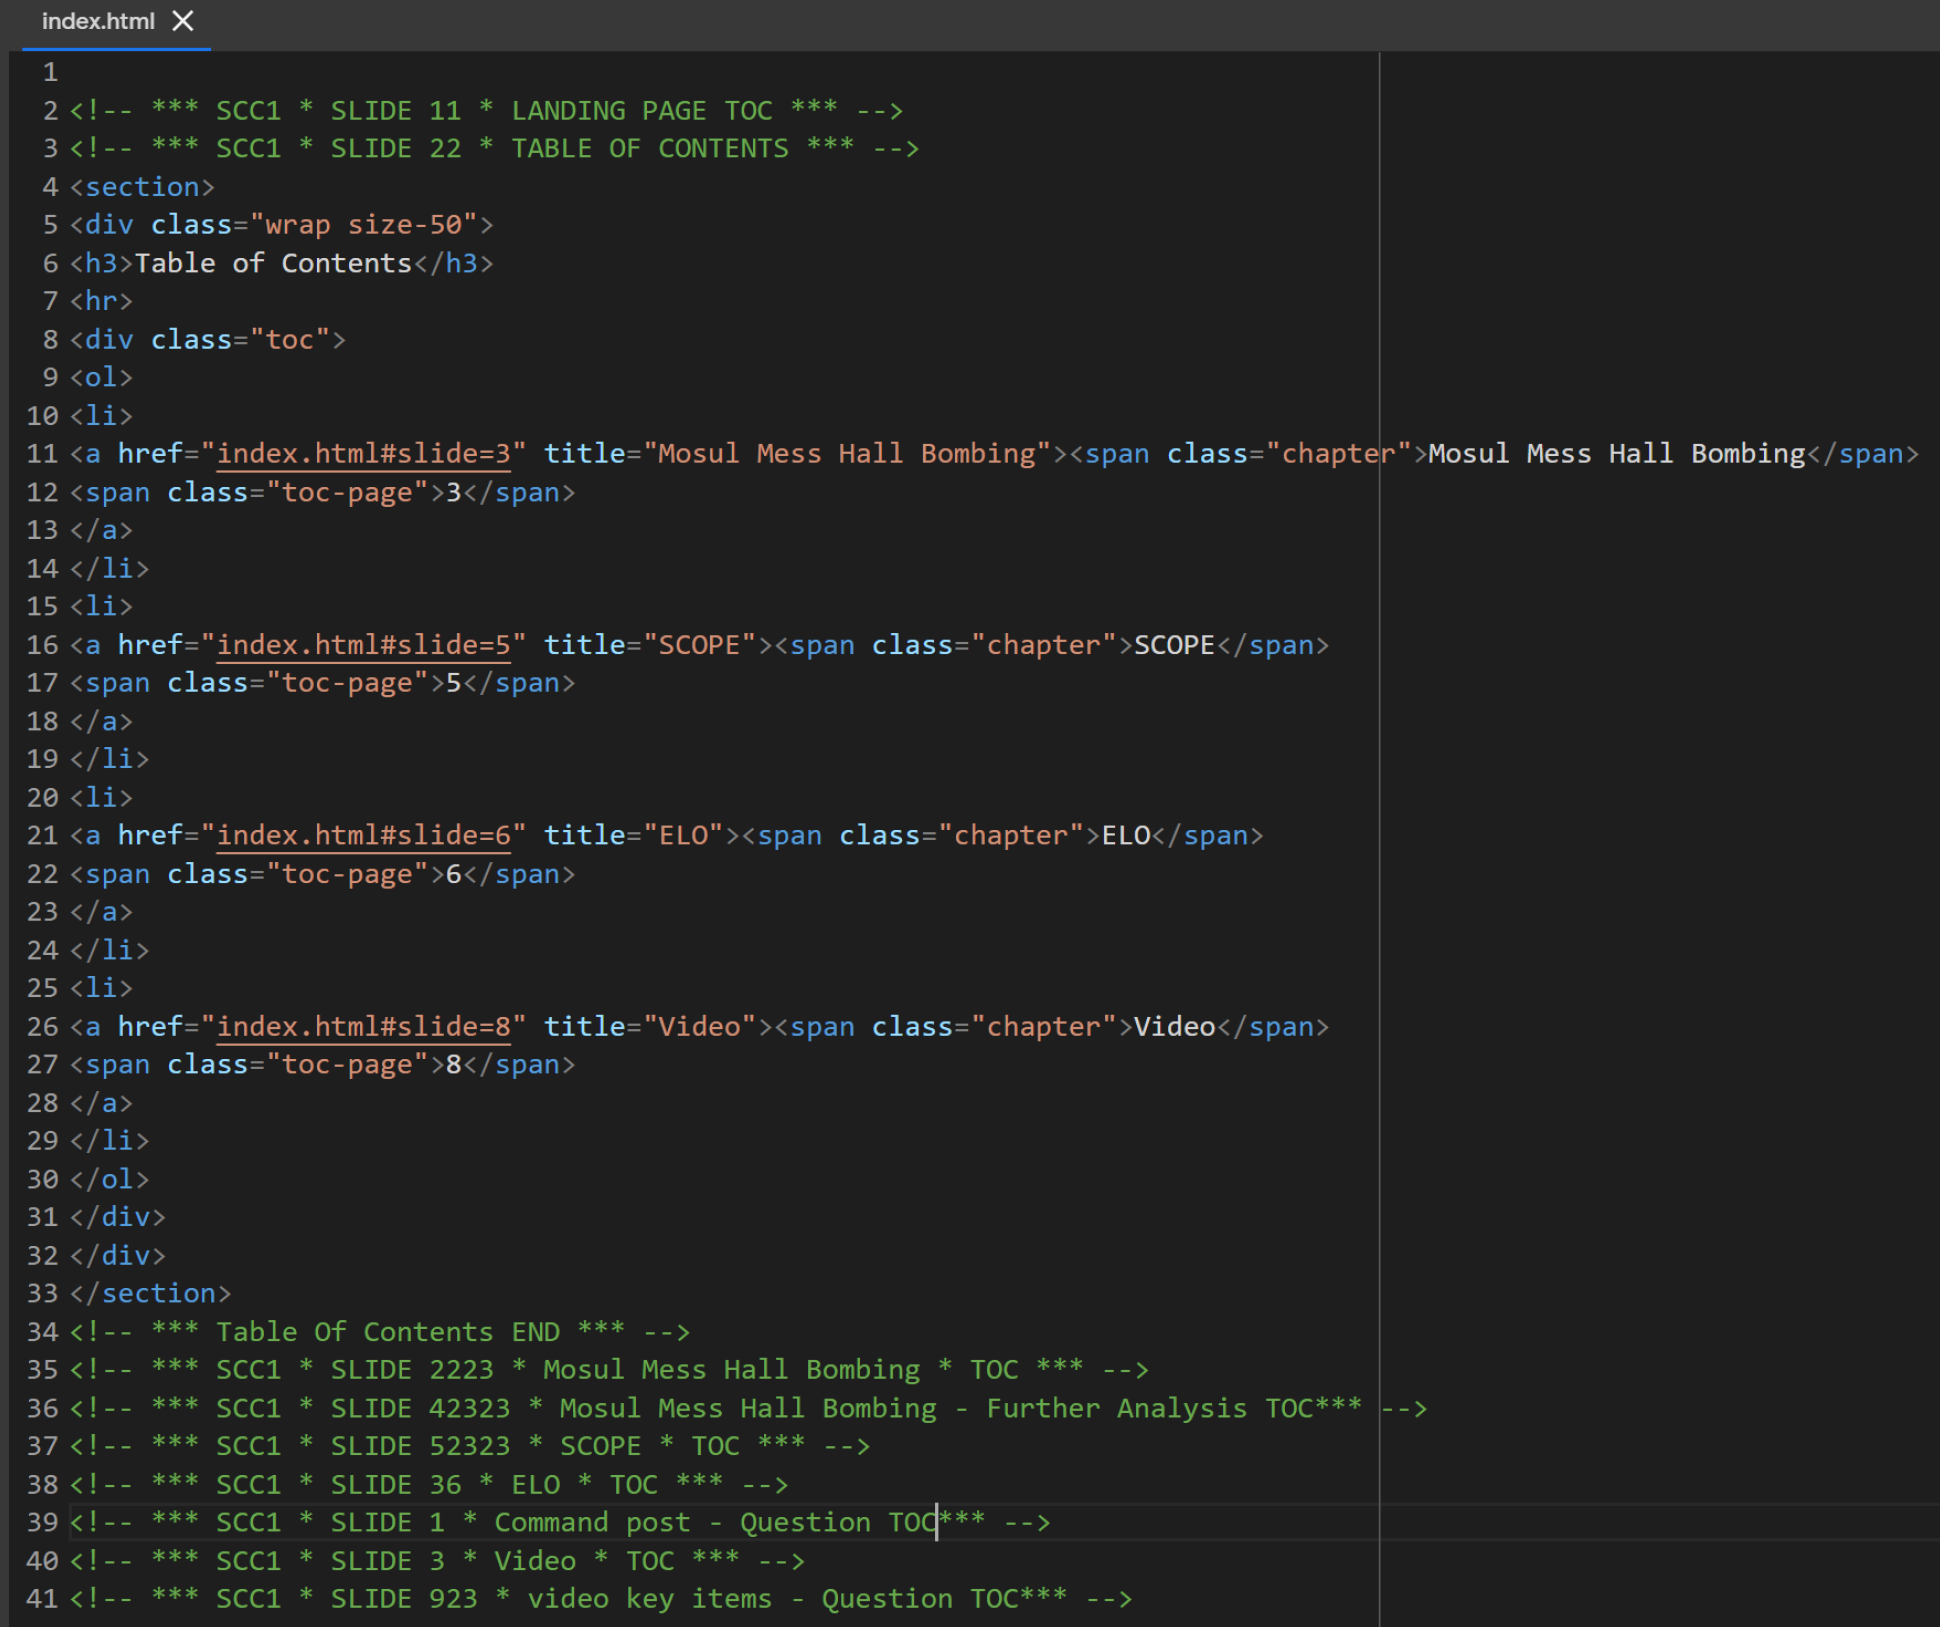 index.html
1
2 <!-- *** SCC1 * SLIDE 11 * LANDING PAGE TOC *** -->
3 <!-- *** SCC1 * SLIDE 22 * TABLE OF CONTENTS *** -->
4 <section>
5 <div class="wrap size-50">
6 <h3>Table of Contents</h3>
7 <hr>
8 <div class="toc">
9 <ol>
10 <li>
11 <a href="index.html#slide=3" title="Mosul Mess Hall Bombing"><span class="chapter">Mosul Mess Hall Bombing</span>
12 <span class="toc-page">3</span>
13 </a>
14 </li>
15 <li>
16 <a href="index.html#slide=5" title="SCOPE"><span class="chapter">SCOPE</span>
17 <span class="toc-page">5</span>
18 </a>
19 </li>
20 <li>
21 <a href="index.html#slide=6" title="ELO"><span class="chapter">ELO</span>
22 <span class="toc-page">6</span>
23 </a>
24 </li>
25 <li>
26 <a href="index.html#slide=8" title="Video"><span class="chapter">Video</span>
27 <span class="toc-page">8</span>
28 </a>
29 </li>
30 </ol>
31 </div>
32 </div>
33 </section>
34 <!-- *** Table Of Contents END *** -->
35 <!-- *** SCC1 * SLIDE 2223 * Mosul Mess Hall Bombing * TOC *** -->
36 <!-- *** SCC1 * SLIDE 42323 * Mosul Mess Hall Bombing - Further Analysis TOC*** -->
37 <!-- *** SCC1 * SLIDE 52323 * SCOPE * TOC *** -->
38 <!-- *** SCC1 * SLIDE 36 * ELO * TOC *** -->
39 <!-- *** SCC1 * SLIDE 1 * Command post - Question TOC*** -->
40 <!-- *** SCC1 * SLIDE 3 * Video * TOC *** -->
41 <!-- *** SCC1 * SLIDE 923 * video key items - Question TOC*** -->